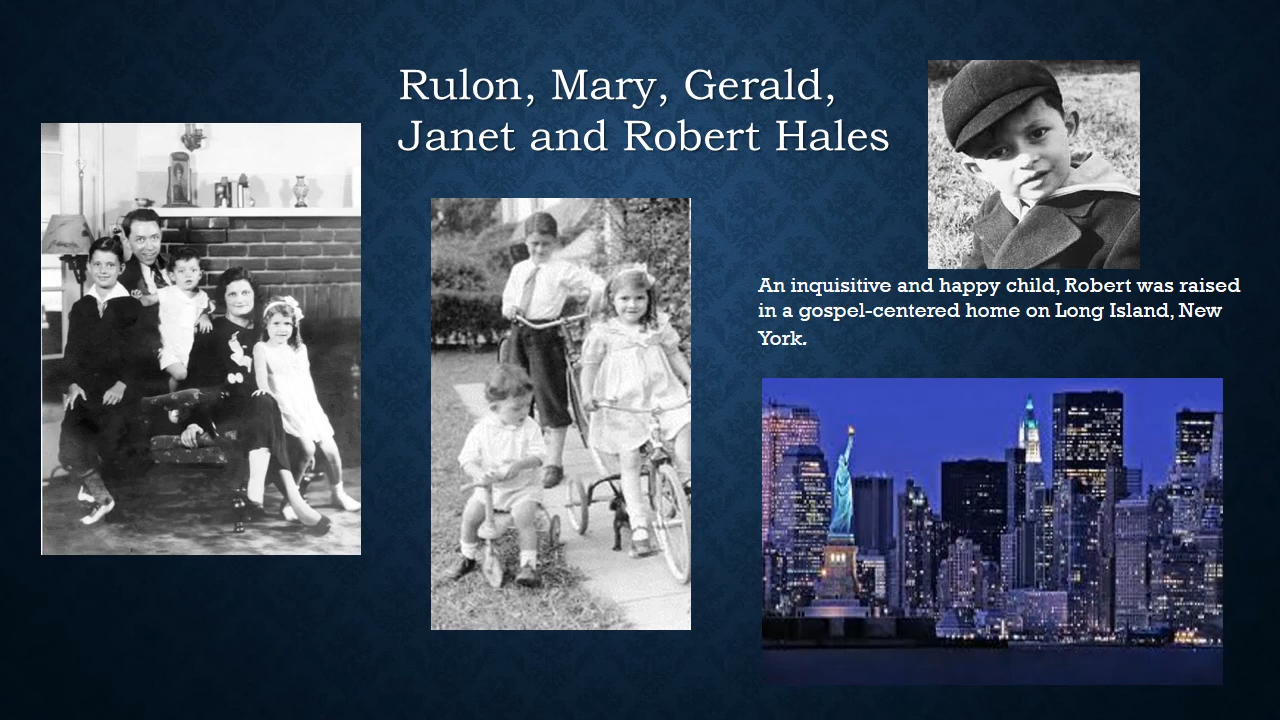 Rulon, Mary, Gerald,
Janet and Robert Hales
An inquisitive and happy child, Robert was raised
in a gospel-centered home on Long Island, New
York.